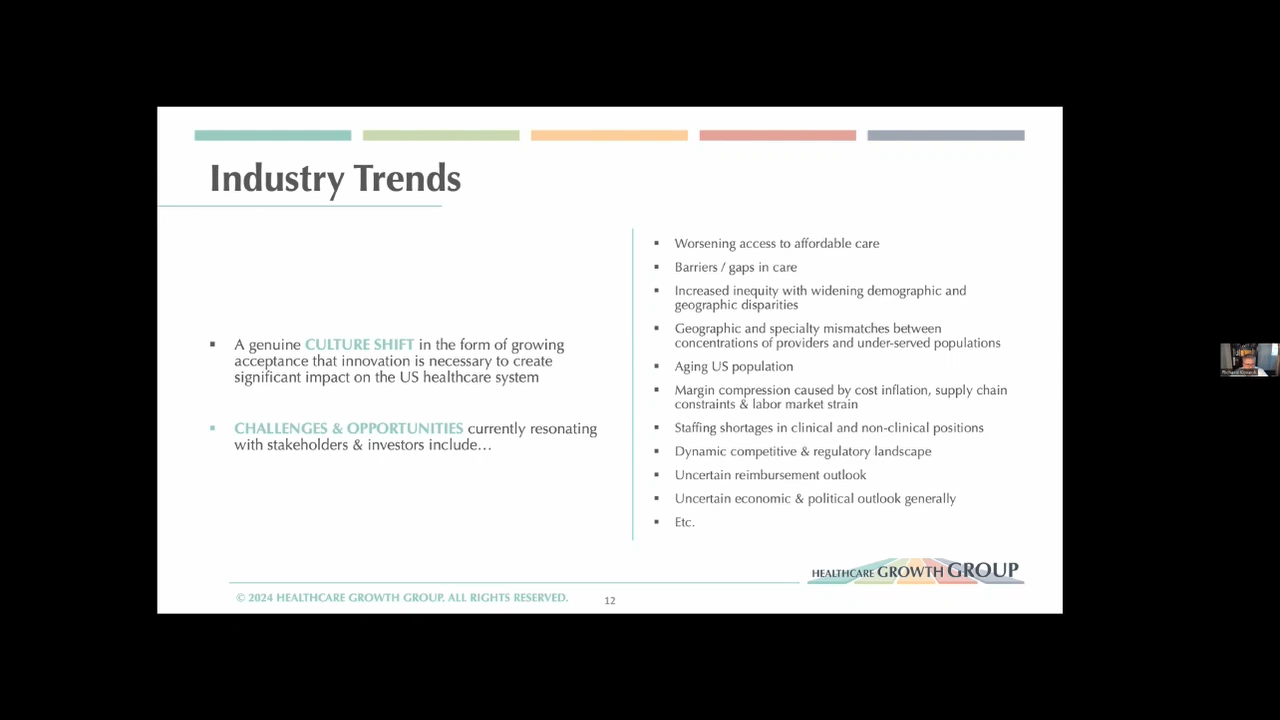 Industry Trends
A genuine CULTURE SHIFT in the form of growing
acceptance that innovation is necessary to create
significant impact on the US healthcare system
CHALLENGES & OPPORTUNITIES currently resonating
with stakeholders & investors include…
Worsening access to affordable care
Barriers / gaps in care
Increased inequity with widening demographic and
geographic disparities
Geographic and specialty mismatches between
concentrations of providers and under-served populations
Aging US population
Margin compression caused by cost inflation, supply chain
constraints & labor market strain
Staffing shortages in clinical and non-clinical positions
Dynamic competitive & regulatory landscape
Uncertain reimbursement outlook
Uncertain economic & political outlook generally
Etc.
HEALTHCARE GROWTH GROUP
© 2024 HEALTHCARE GROWTH GROUP. ALL RIGHTS RESERVED.
12